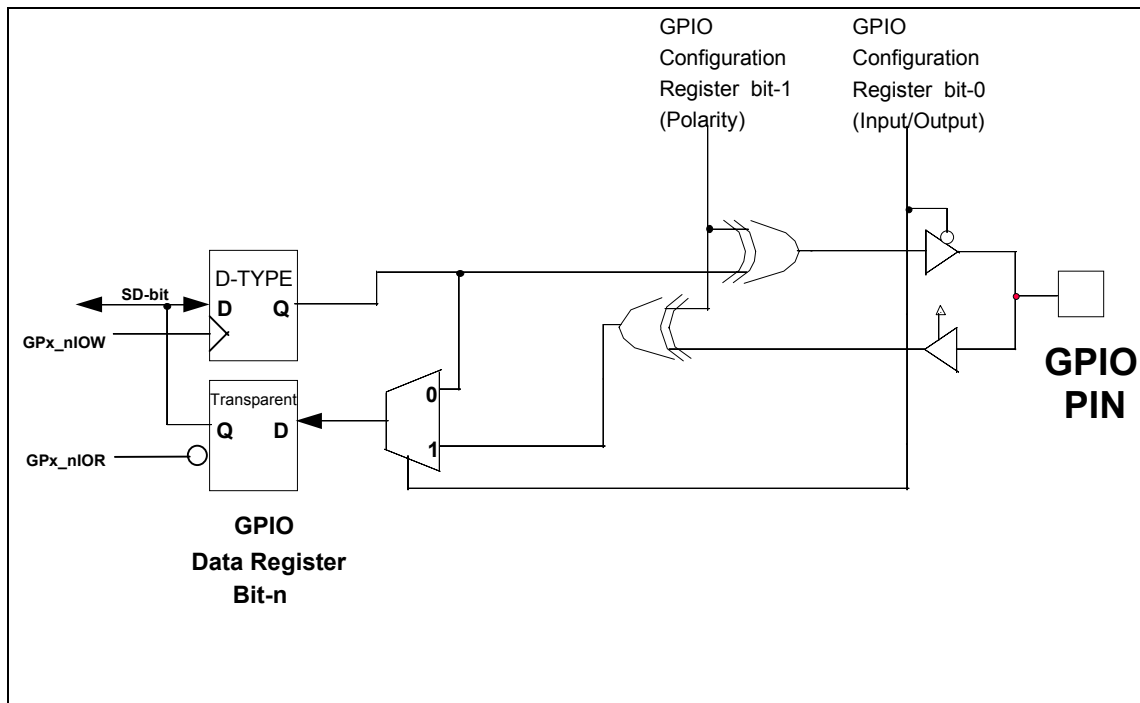 GPIO
Configuration
Register bit-1
(Polarity)
GPIO
Configuration
Register bit-0
(Input/Output)
D-TYPE
SD-bit
D
Q
GPx_nIOW
Transparent
Q
D
GPx_nIOR
0
1
GPIO
PIN
GPIO
Data Register
Bit-n